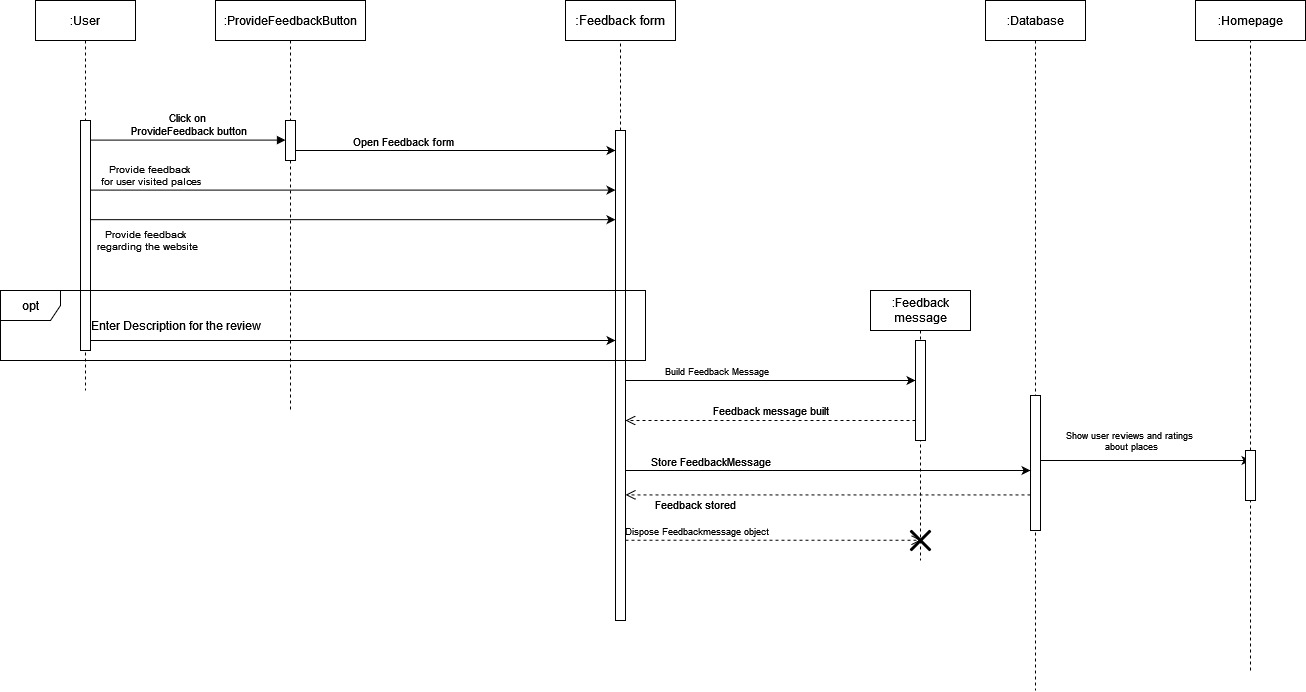 :User
:ProvideFeedbackButton
:Feedback form
:Database
:Homepage
Click on
ProvideFeedback button
Open Feedback form
Provide feedback
for user visited palces
Provide feedback
regarding the website
opt
Enter Description for the review
:Feedback
message
Build Feedback Message
Feedback message built
Show user reviews and ratings
about places
Store FeedbackMessage
Feedback stored
Dispose Feedbackmessage object